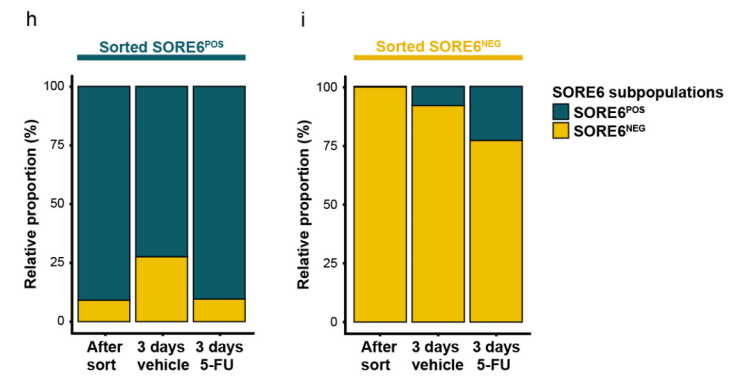 h
Sorted SORE6POS
Relative proportion (%)
100
75
50
25
0
After sort
3 days vehicle
3 days 5-FU
i
Sorted SORE6NEG
Relative proportion (%)
100
75
50
25
0
After sort
3 days vehicle
3 days 5-FU
SORE6 subpopulations
SORE6POS
SORE6NEG